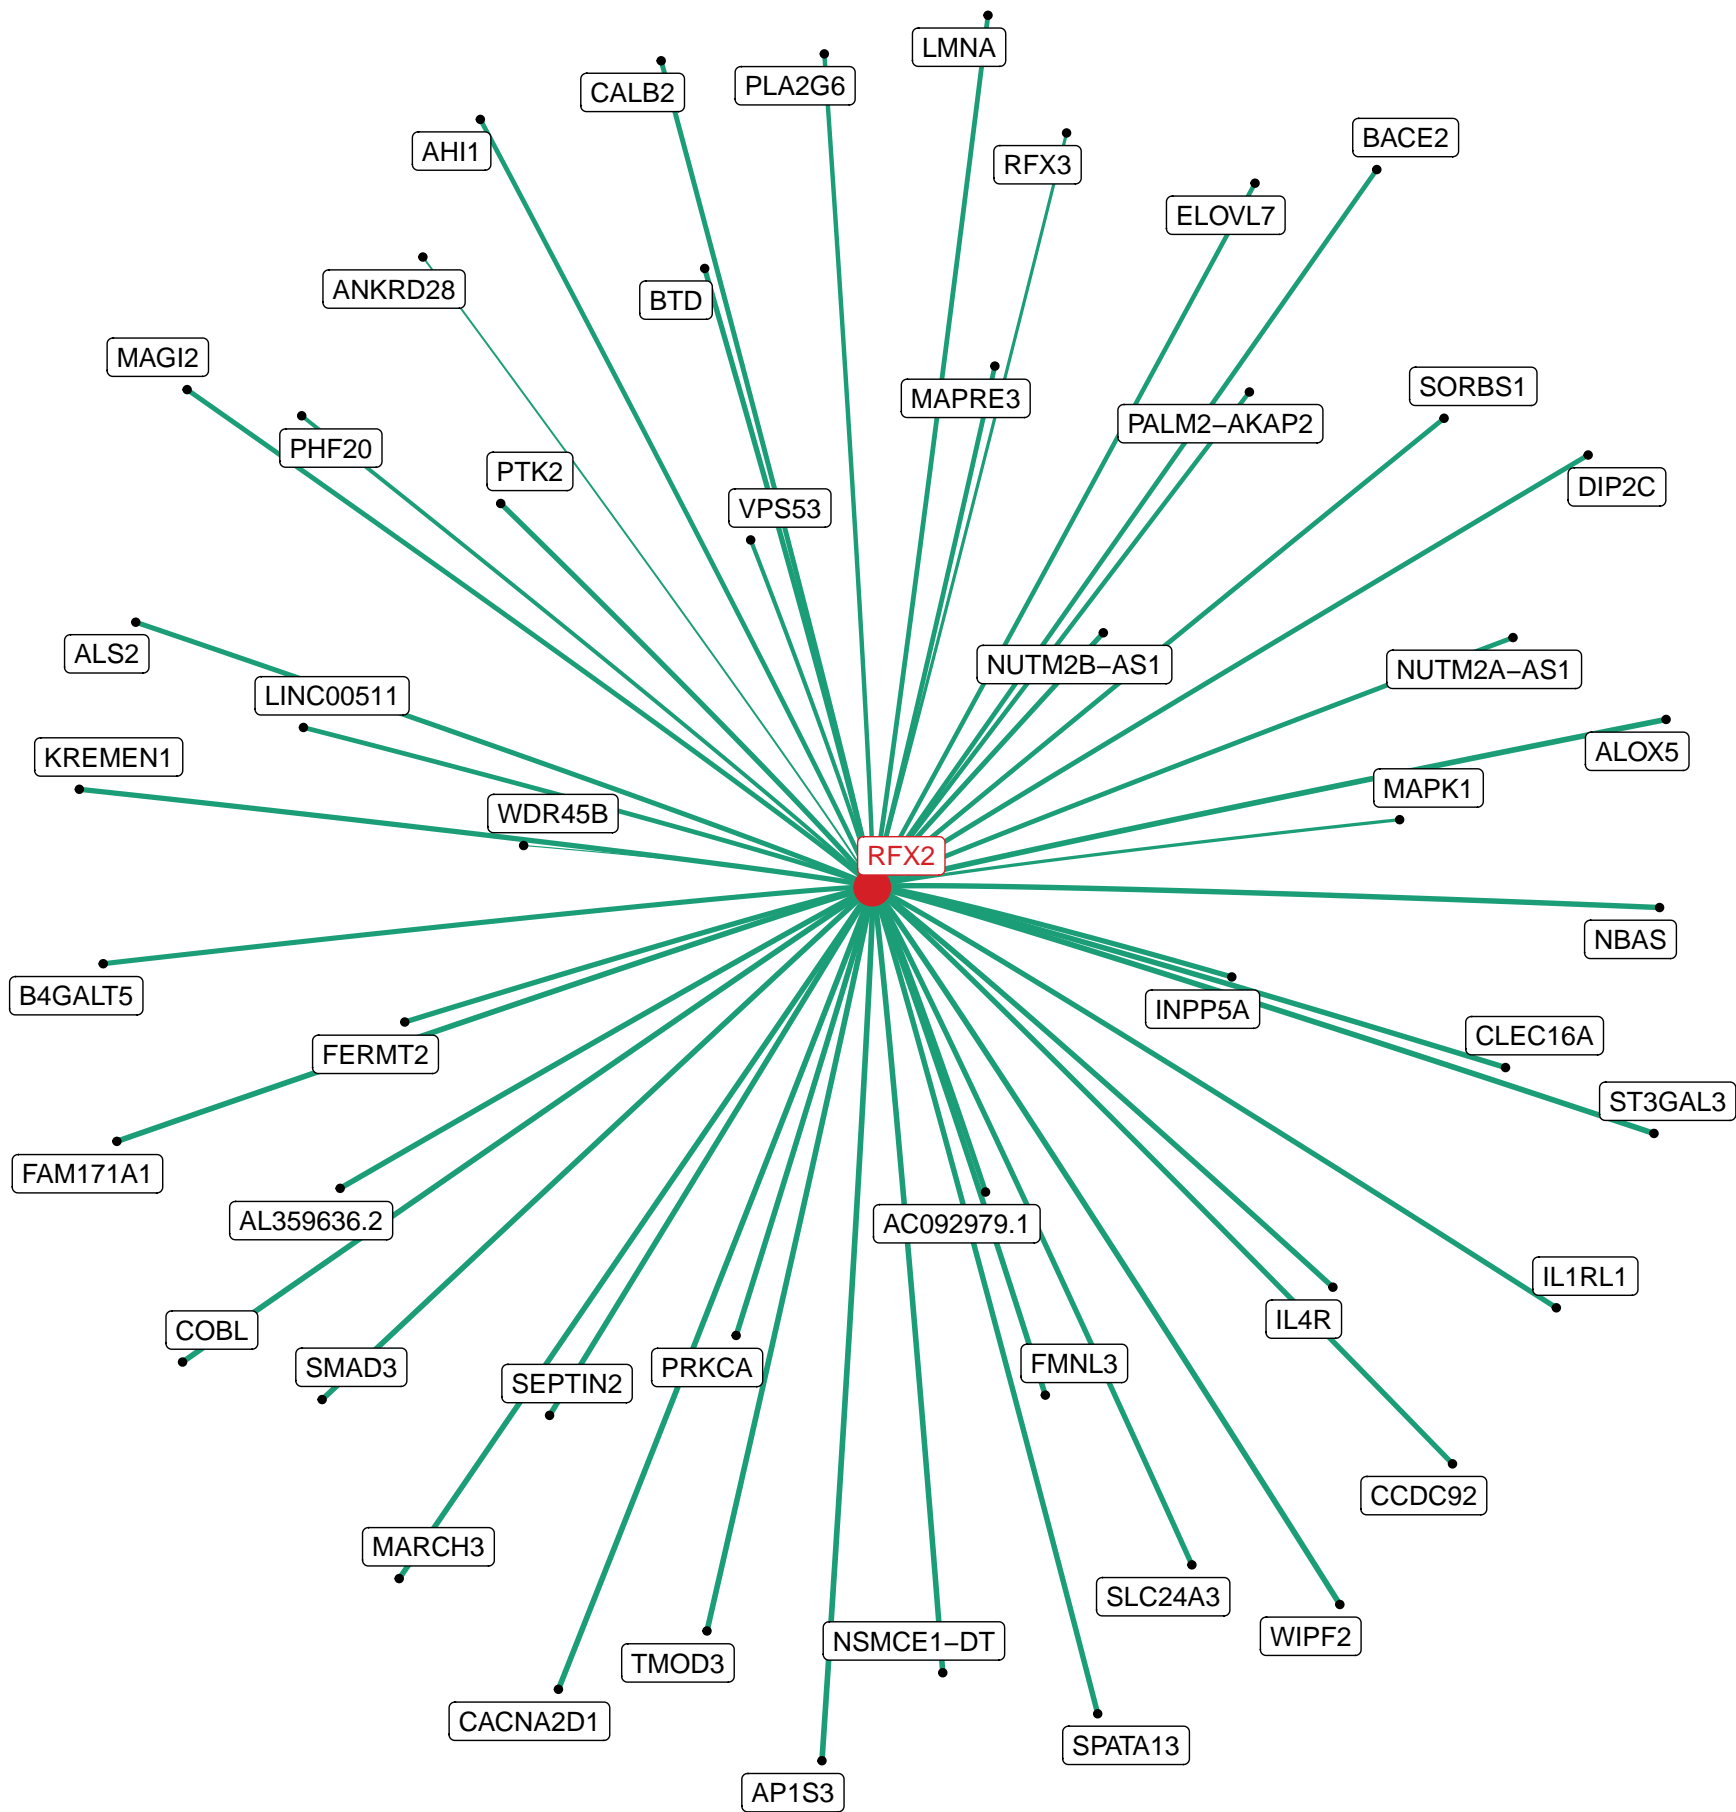 LMNA
PLA2G6
CALB2
BACE2
AHI1
RFX3
ELOVL7
ANKRD28
BTD
MAGI2
SORBS1
MAPRE3
PALM2−AKAP2
PHF20
PTK2
DIP2C
VPS53
ALS2
NUTM2B−AS1
NUTM2A−AS1
LINC00511
ALOX5
KREMEN1
MAPK1
WDR45B
RFX2
NBAS
B4GALT5
INPP5A
CLEC16A
FERMT2
ST3GAL3
FAM171A1
AL359636.2
AC092979.1
IL1RL1
IL4R
COBL
FMNL3
SMAD3
PRKCA
SEPTIN2
CCDC92
MARCH3
SLC24A3
WIPF2
NSMCE1−DT
TMOD3
CACNA2D1
SPATA13
AP1S3